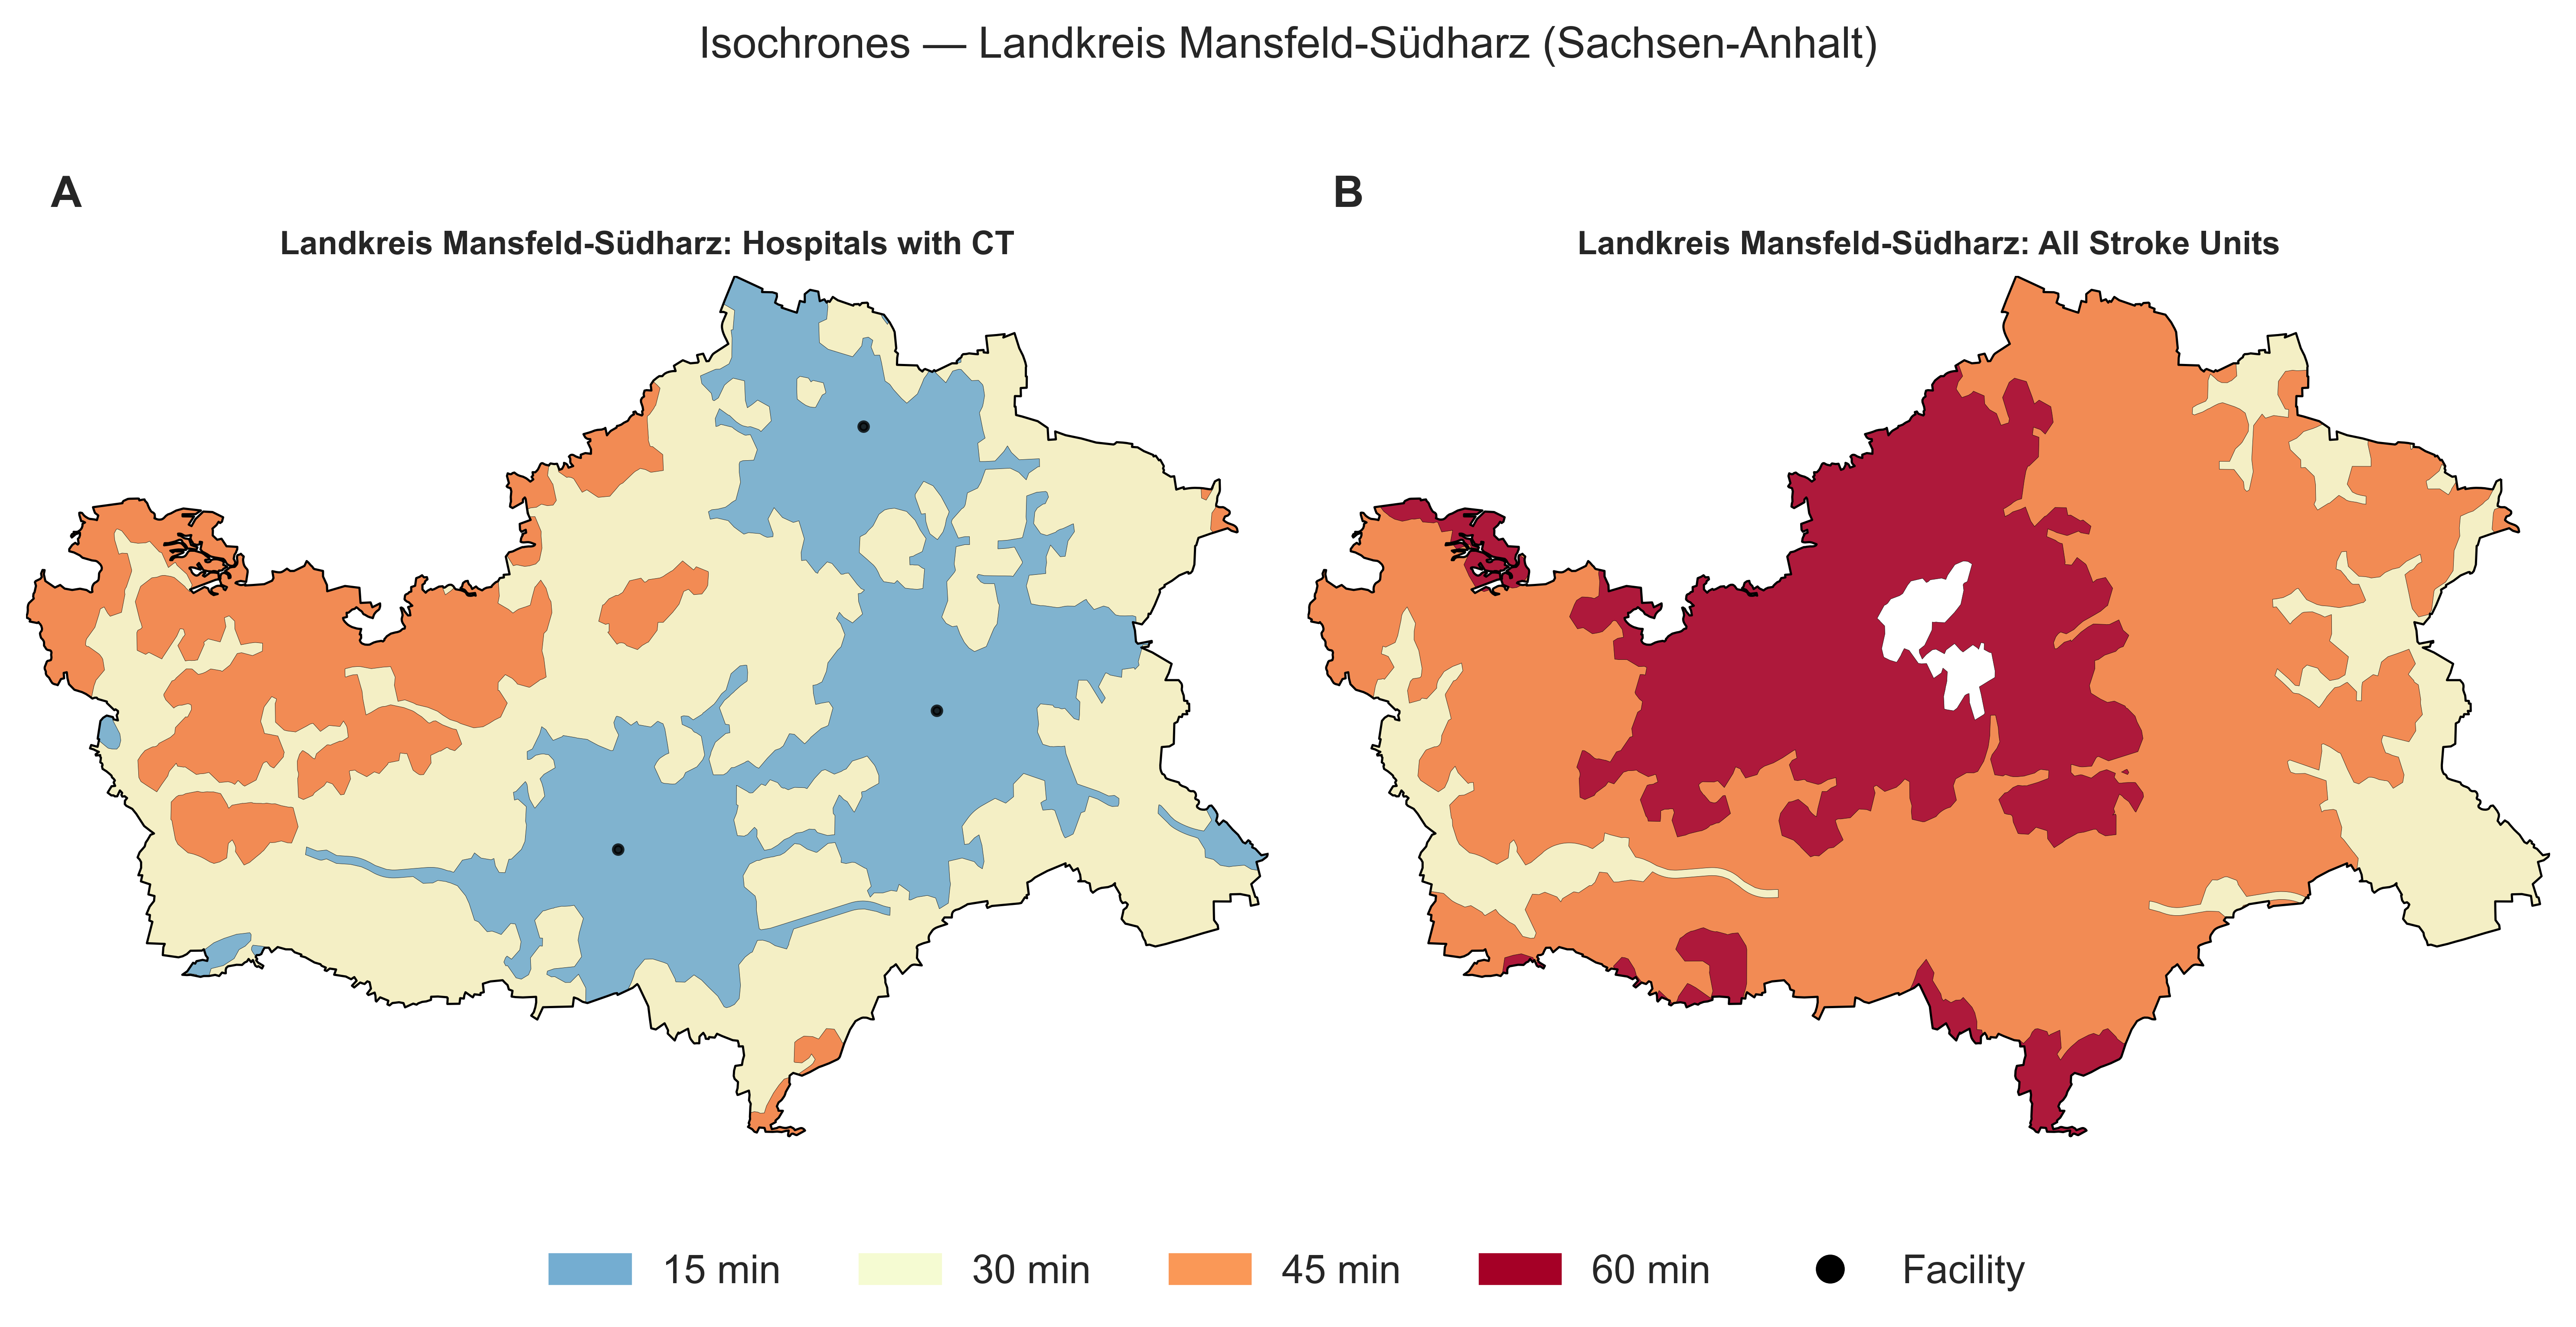 Isochrones — Landkreis Mansfeld-Südharz (Sachsen-Anhalt)
A
Landkreis Mansfeld-Südharz: Hospitals with CT
B
Landkreis Mansfeld-Südharz: All Stroke Units
15 min
30 min
45 min
60 min
Facility